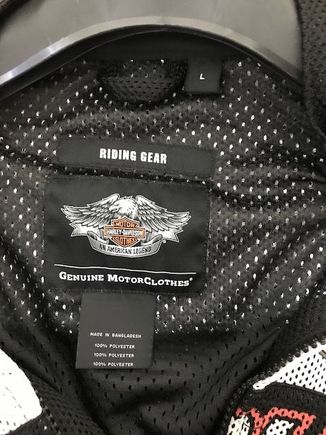 L
RIDING GEAR
MOTOR
HARLEY-DAVIDSON
CLOTHES
AN AMERICAN LEGEND
GENUINE MOTORCLOTHES®
MADE IN BANGLADESH
100% POLYESTER
100% POLYESTER
100% POLYESTER